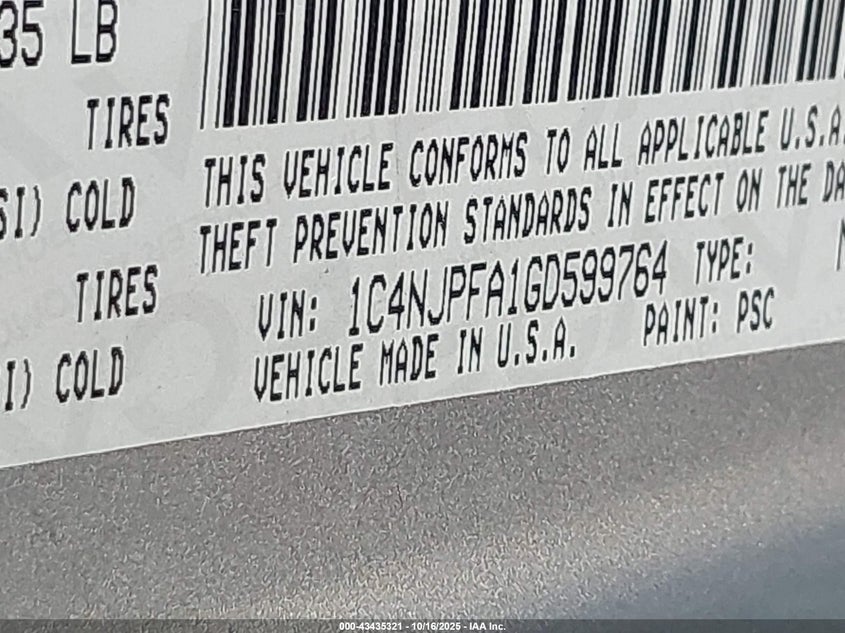 35 LB
TIRES
SI) COLD
TIRES
I) COLD
THIS VEHICLE CONFORMS TO ALL APPLICABLE U.S.A.
THEFT PREVENTION STANDARDS IN EFFECT ON THE DA
VIN: 1C4NJPFA1GD599764 TYPE:
VEHICLE MADE IN U.S.A. PAINT: PSC
000-43435321 - 10/16/2025 - IAA Inc.